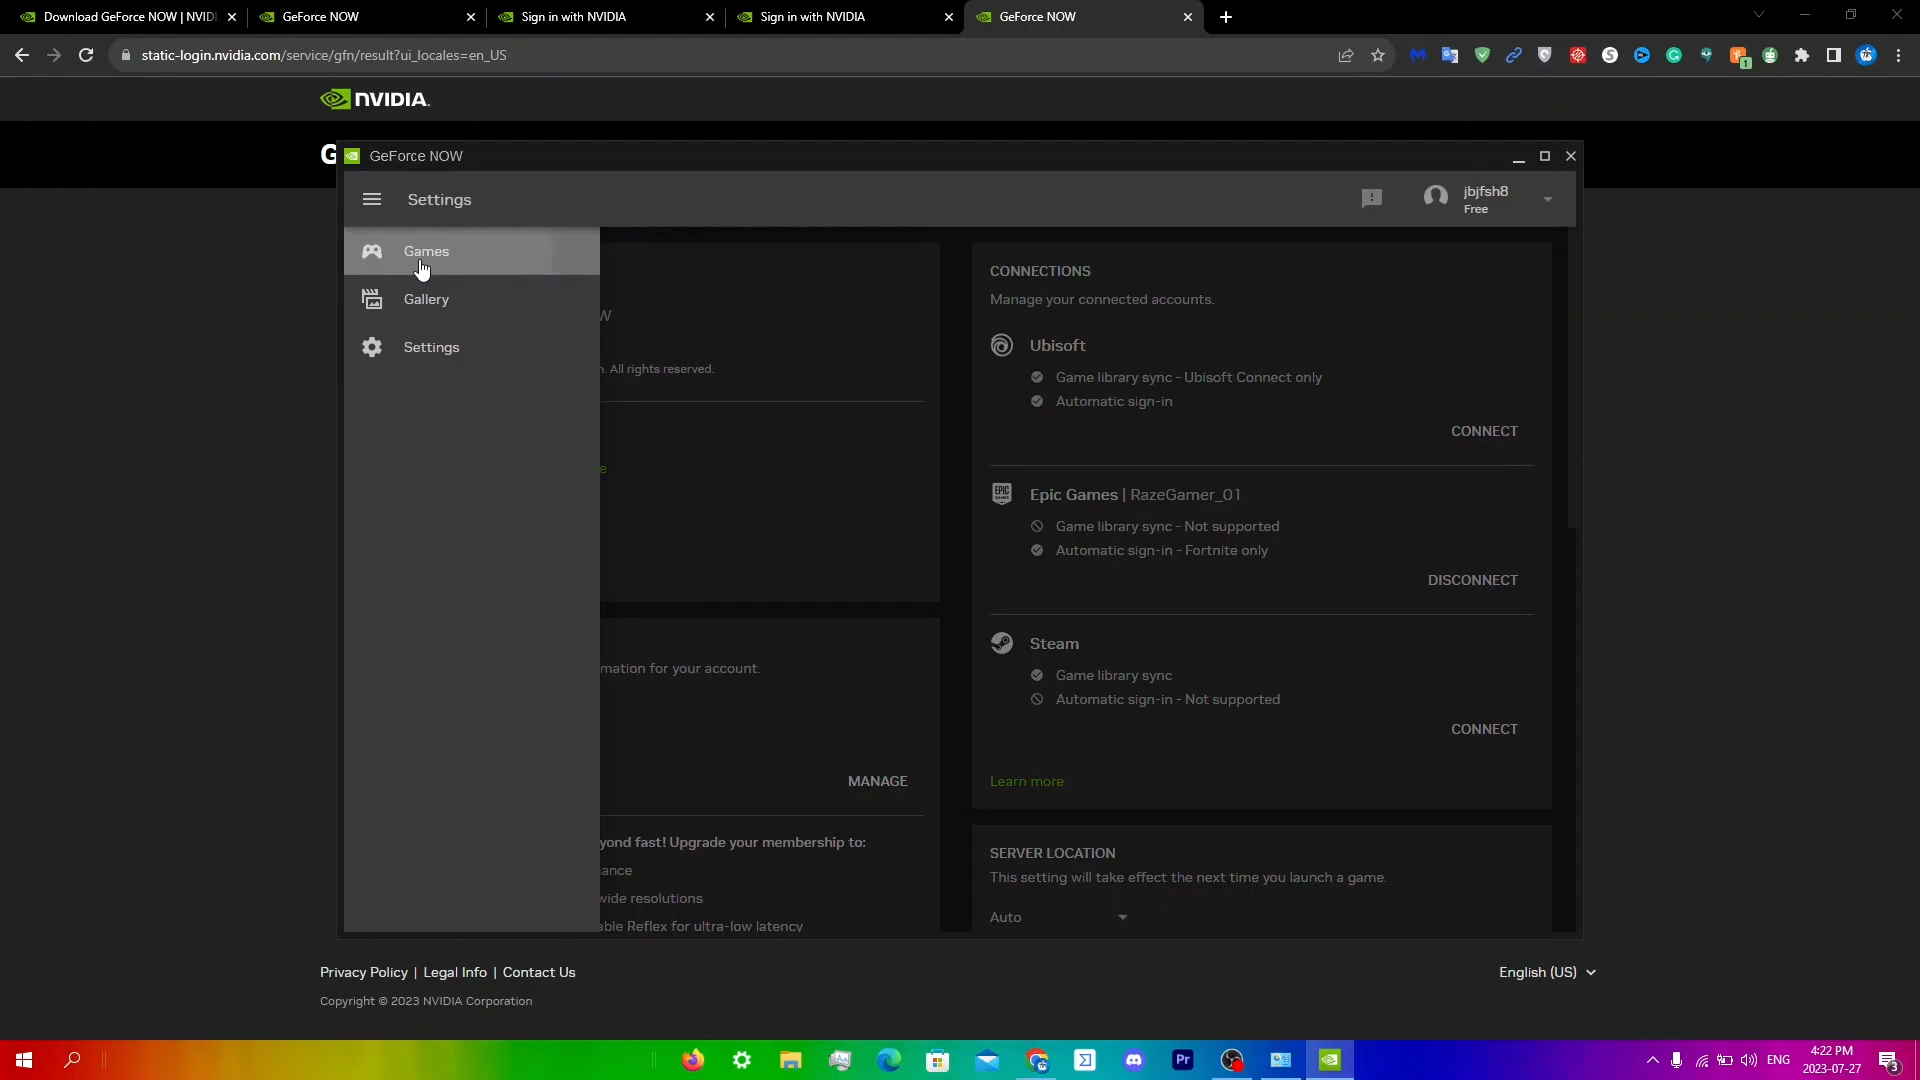 Download GeForce NOW | NVIDI
GeForce NOW
Sign in with NVIDIA
Sign in with NVIDIA
GeForce NOW
static-login.nvidia.com/service/gfn/result?ui_locales=en_US
NVIDIA.
G
GeForce NOW
Settings
jbjfsh8
Free
Games
Gallery
Settings
W
n. All rights reserved.
e
mation for your account.
MANAGE
yond fast! Upgrade your membership to:
ance
wide resolutions
able Reflex for ultra-low latency
CONNECTIONS
Manage your connected accounts.
Ubisoft
Game library sync - Ubisoft Connect only
Automatic sign-in
CONNECT
EPIC GAMES
Epic Games | RazeGamer_01
Game library sync - Not supported
Automatic sign-in - Fortnite only
DISCONNECT
Steam
Game library sync
Automatic sign-in - Not supported
CONNECT
Learn more
SERVER LOCATION
This setting will take effect the next time you launch a game.
Auto
Privacy Policy | Legal Info | Contact Us
English (US)
Copyright © 2023 NVIDIA Corporation
Pr
ENG
4:22 PM
2023-07-27
3